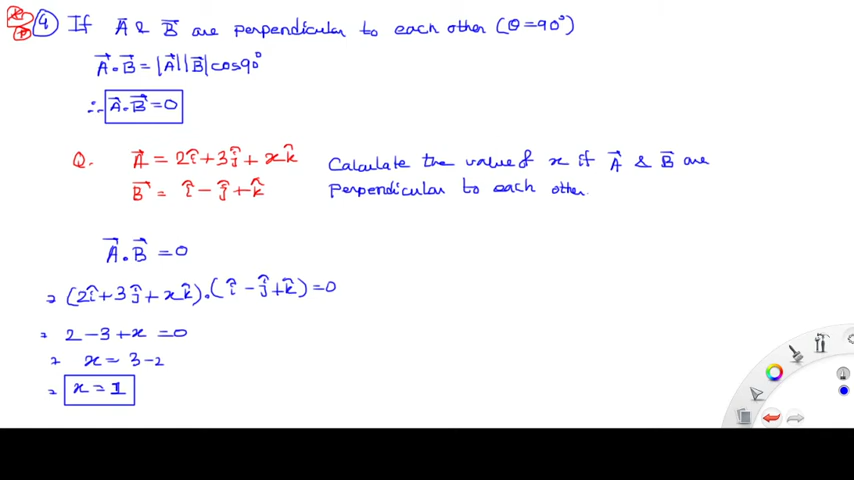 ④ If A⃗ & B⃗ are perpendicular to each other (θ=90°)
A⃗.B⃗ = |A⃗||B⃗|cos90°
∴ A⃗.B⃗ = 0
Q. A⃗ = 2î+3ĵ+xk̂ Calculate the value of x if A⃗ & B⃗ are
B⃗ = î-ĵ+k̂ perpendicular to each other.
A⃗.B⃗ = 0
⇒ (2î+3ĵ+xk̂).(î-ĵ+k̂)=0
⇒ 2-3+x=0
⇒ x = 3-2
⇒ x = 1